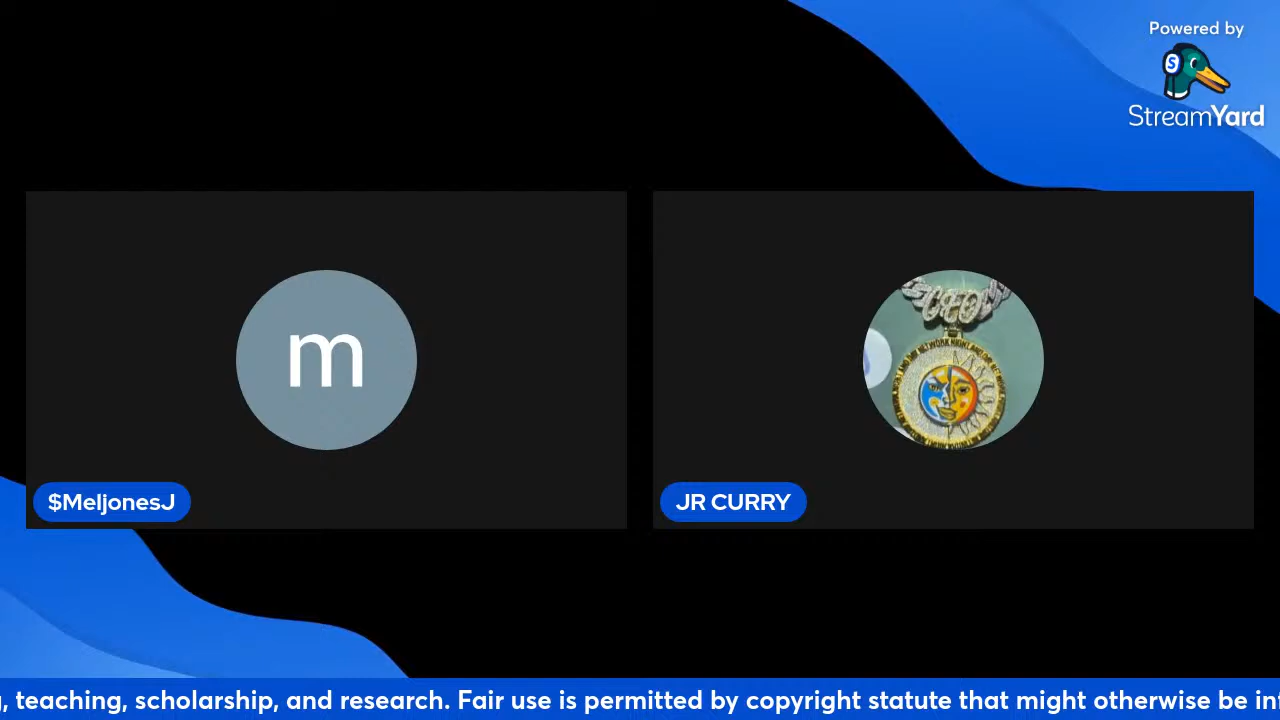 Powered by
S
StreamYard
m
CEO
$MeljonesJ
JR CURRY
, teaching, scholarship, and research. Fair use is permitted by copyright statute that might otherwise be in